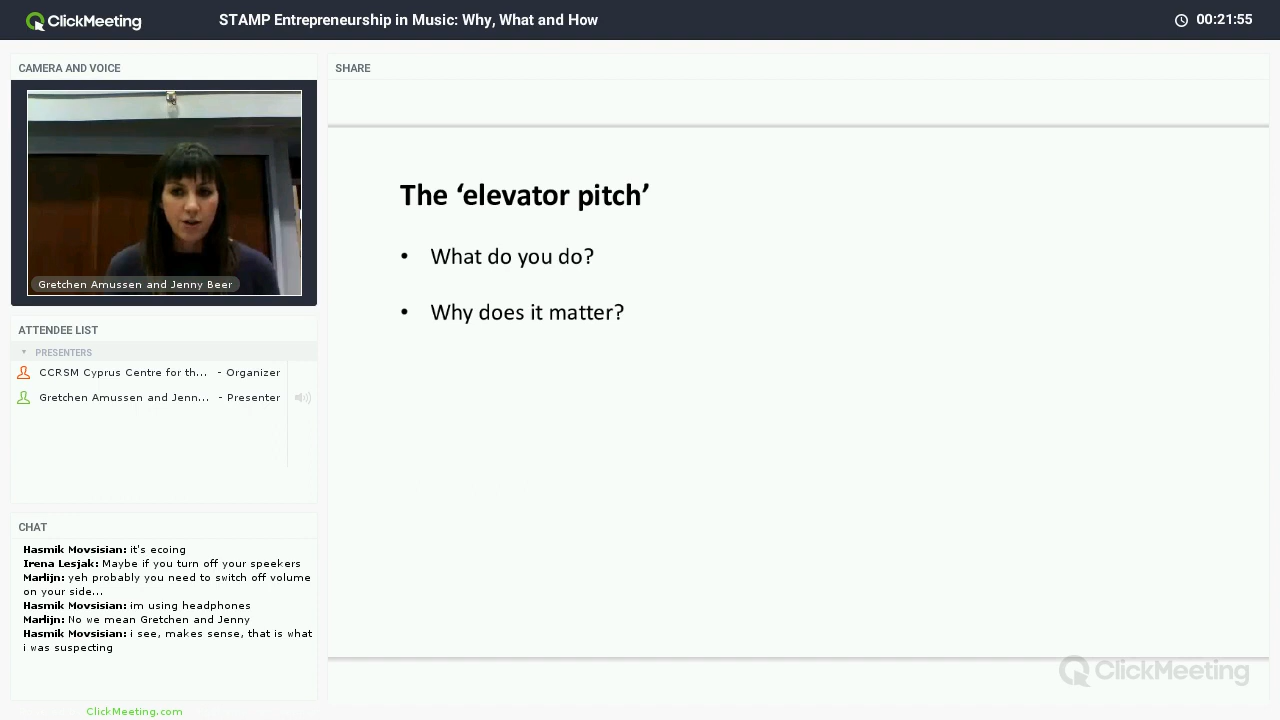 ClickMeeting
STAMP Entrepreneurship in Music: Why, What and How
00:21:55
CAMERA AND VOICE
Gretchen Amussen and Jenny Beer
ATTENDEE LIST
PRESENTERS
CCRSM Cyprus Centre for th... - Organizer
Gretchen Amussen and Jenn... - Presenter
CHAT
Hasmik Movsisian: it's ecoing
Irena Lesjak: Maybe if you turn off your speekers
Marlijn: yeh probably you need to switch off volume
on your side...
Hasmik Movsisian: im using headphones
Marlijn: No we mean Gretchen and Jenny
Hasmik Movsisian: i see, makes sense, that is what
i was suspecting
ClickMeeting.com
SHARE
The ‘elevator pitch’
• What do you do?
• Why does it matter?
ClickMeeting